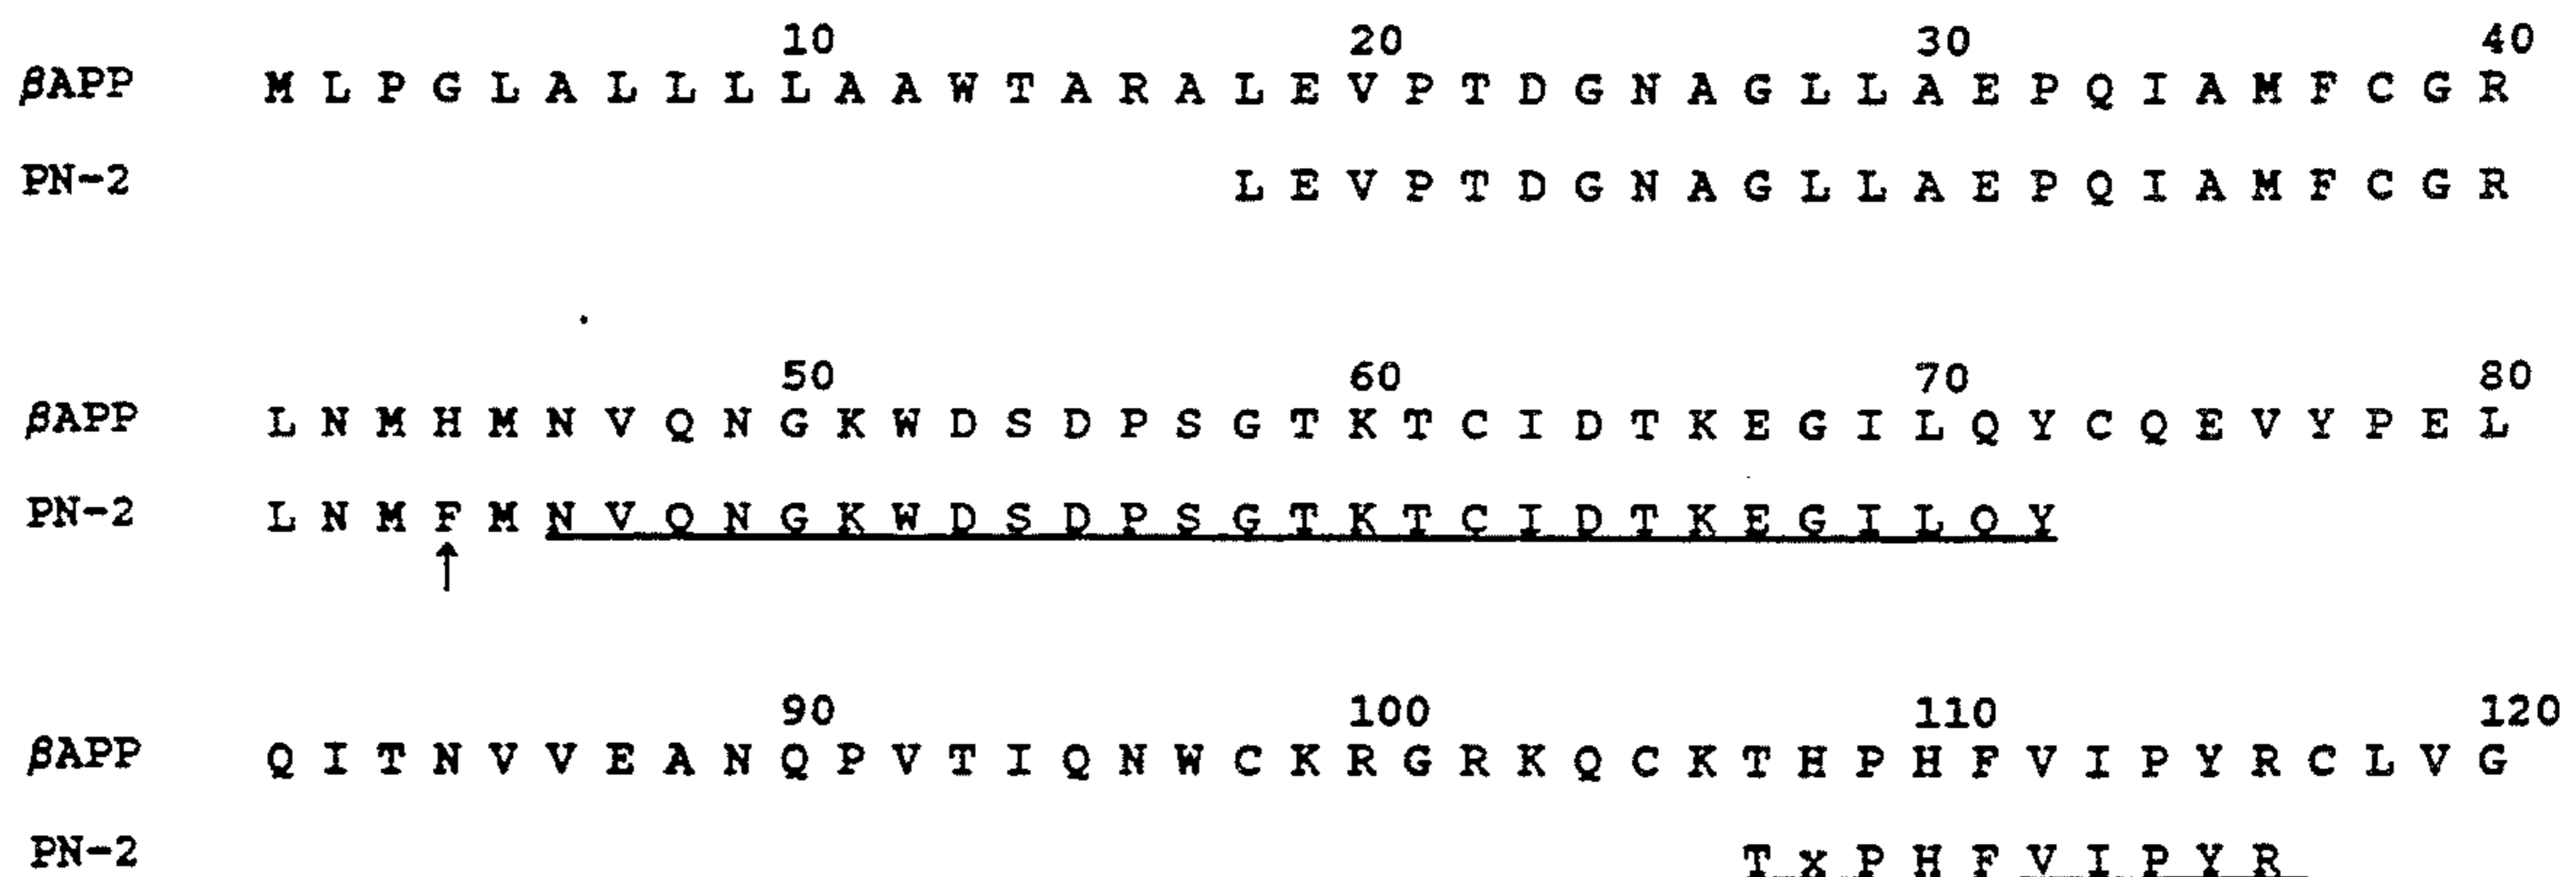 10 20 30 40
βAPP M L P G L A L L L L A A W T A R A L E V P T D G N A G L L A E P Q I A M F C G R
PN-2 L E V P T D G N A G L L A E P Q I A M F C G R
50 60 70 80
βAPP L N M H M N V Q N G K W D S D P S G T K T C I D T K E G I L Q Y C Q E V Y P E L
PN-2 L N M F M N V Q N G K W D S D P S G T K T C I D T K E G I L Q Y
↑
90 100 110 120
βAPP Q I T N V V E A N Q P V T I Q N W C K R G R K Q C K T H P H F V I P Y R C L V G
PN-2 T x P H F V I P Y R